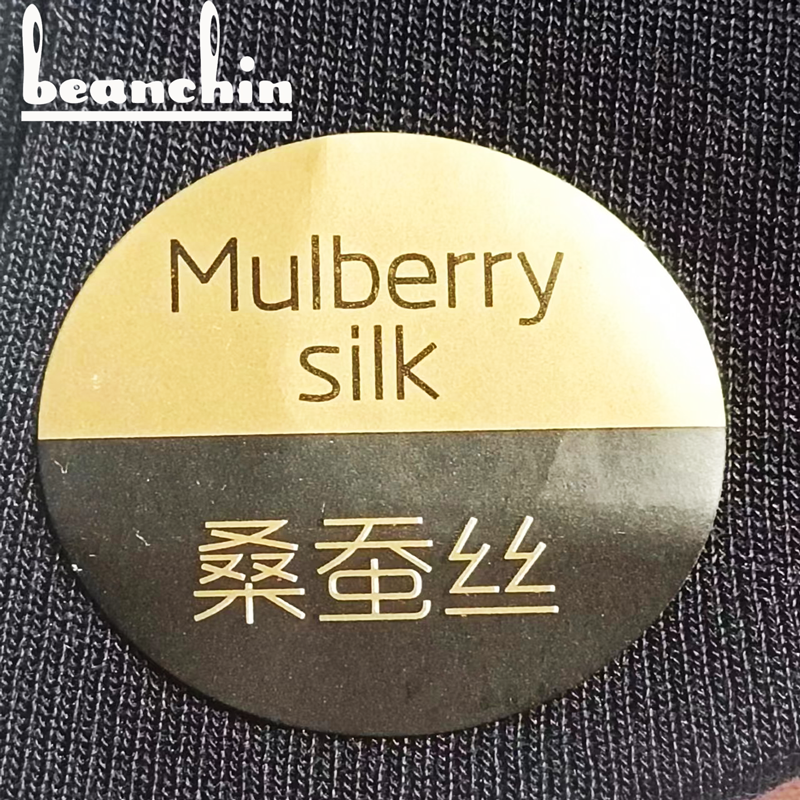 beanchin
Mulberry
silk
桑蚕丝